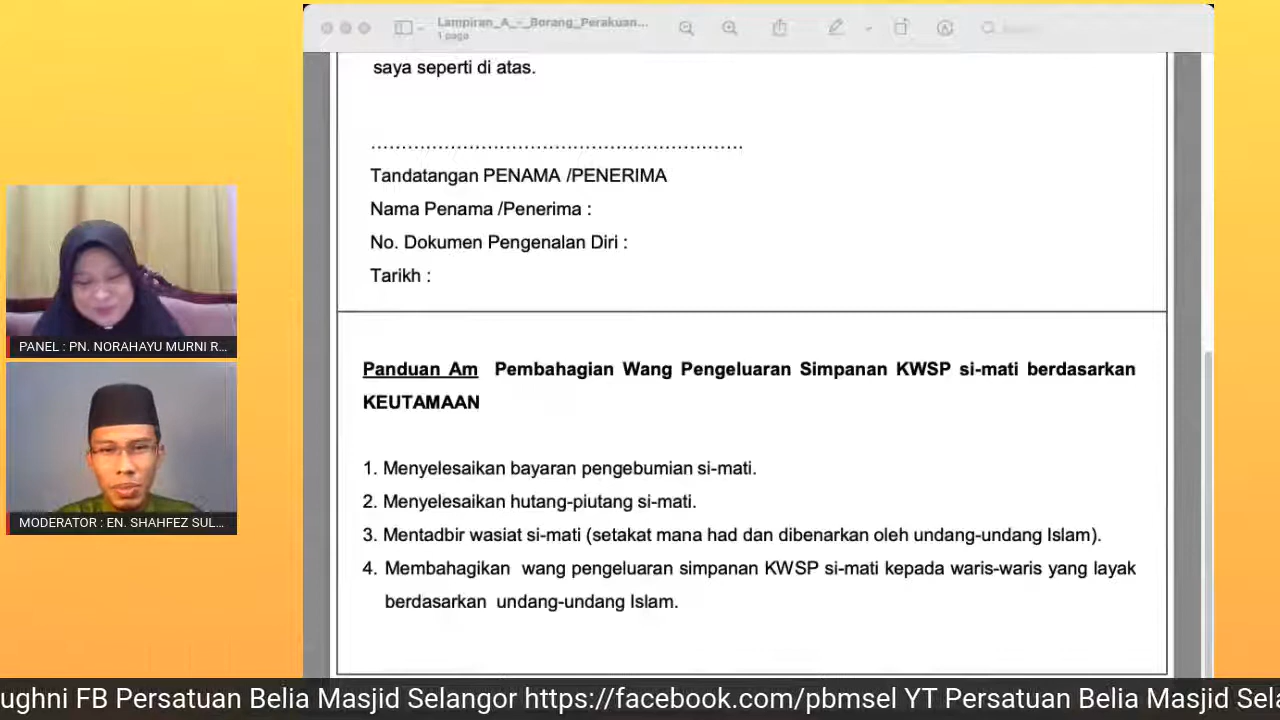 Lampiran_A_-_Borang_Perakuan...
1 page
saya seperti di atas.
Tandatangan PENAMA /PENERIMA
Nama Penama /Penerima :
No. Dokumen Pengenalan Diri :
Tarikh :
Panduan Am Pembahagian Wang Pengeluaran Simpanan KWSP si-mati berdasarkan
KEUTAMAAN
1. Menyelesaikan bayaran pengebumian si-mati.
2. Menyelesaikan hutang-piutang si-mati.
3. Mentadbir wasiat si-mati (setakat mana had dan dibenarkan oleh undang-undang Islam).
4. Membahagikan wang pengeluaran simpanan KWSP si-mati kepada waris-waris yang layak
berdasarkan undang-undang Islam.
PANEL : PN. NORAHAYU MURNI R...
MODERATOR : EN. SHAHFEZ SUL...
ughni FB Persatuan Belia Masjid Selangor https://facebook.com/pbmsel YT Persatuan Belia Masjid Sela